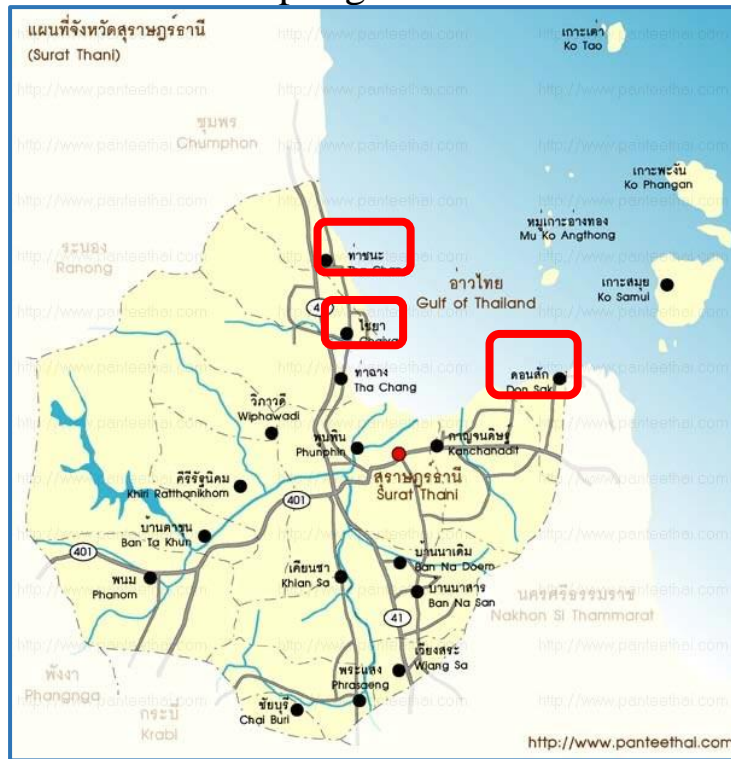 แผนที่จังหวัดสุราษฎร์ธานี
(Surat Thani)
เกาะเต่า
Ko Tao
ชุมพร
Chumphon
เกาะพะงัน
Ko Phangan
หมู่เกาะอ่างทอง
Mu Ko Angthong
ระนอง
Ranong
ท่าชนะ
อ่าวไทย
Gulf of Thailand
เกาะสมุย
Ko Samui
ไชยา
ท่าฉาง
Tha Chang
ดอนสัก
Don Sak
วิภาวดี
Wiphawadi
พุนพิน
Phunphin
กาญจนดิษฐ์
Kanchanadit
สุราษฎร์ธานี
Surat Thani
คีรีรัฐนิคม
Khiri Ratthanikhom
401
บ้านตาขุน
Ban Ta Khun
401
พนม
Phanom
เคียนซา
Khian Sa
บ้านนาเดิม
Ban Na Doem
บ้านนาสาร
Ban Na San
นครศรีธรรมราช
Nakhon Si Thammarat
41
เวียงสระ
Wiang Sa
พังงา
Phangnga
พระแสง
Phrasaeng
ชัยบุรี
Chai Buri
กระบี่
Krabi
http://www.panteethai.com